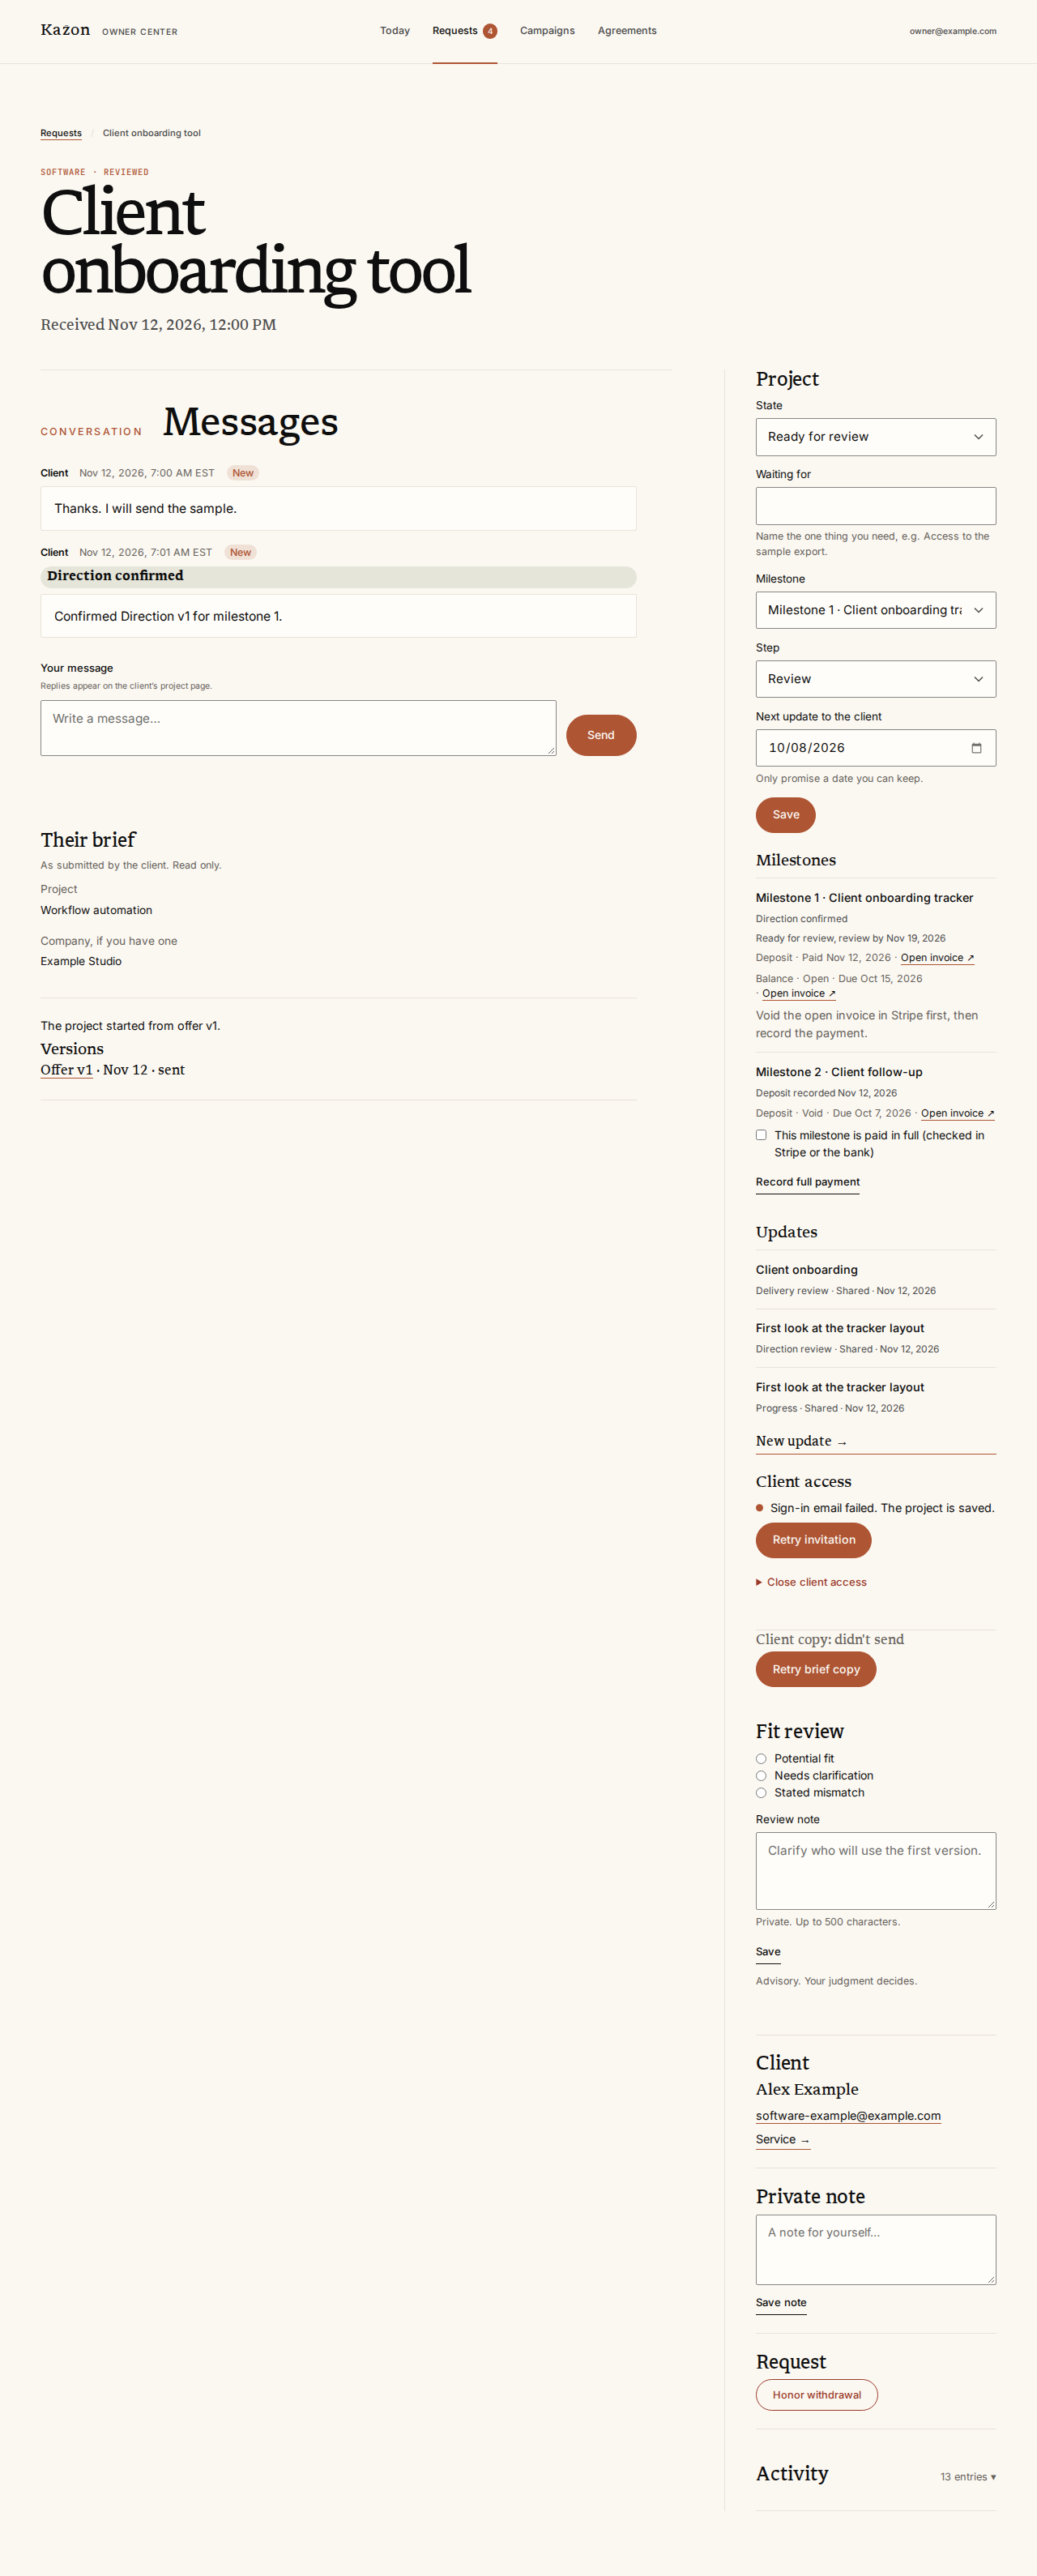 Kažon OWNER CENTER
Today
Requests 4
Campaigns
Agreements
owner@example.com
Requests / Client onboarding tool
SOFTWARE · REVIEWED
Client
onboarding tool
Received Nov 12, 2026, 12:00 PM
CONVERSATION Messages
Client Nov 12, 2026, 7:00 AM EST New
Thanks. I will send the sample.
Client Nov 12, 2026, 7:01 AM EST New
Direction confirmed
Confirmed Direction v1 for milestone 1.
Your message
Replies appear on the client's project page.
Write a message...
Send
Their brief
As submitted by the client. Read only.
Project
Workflow automation
Company, if you have one
Example Studio
The project started from offer v1.
Versions
Offer v1 · Nov 12 · sent
Project
State
Ready for review
Waiting for
Name the one thing you need, e.g. Access to the
sample export.
Milestone
Milestone 1 · Client onboarding tra
Step
Review
Next update to the client
10/08/2026
Only promise a date you can keep.
Save
Milestones
Milestone 1 · Client onboarding tracker
Direction confirmed
Ready for review, review by Nov 19, 2026
Deposit · Paid Nov 12, 2026 · Open invoice ↗
Balance · Open · Due Oct 15, 2026
· Open invoice ↗
Void the open invoice in Stripe first, then
record the payment.
Milestone 2 · Client follow-up
Deposit recorded Nov 12, 2026
Deposit · Void · Due Oct 7, 2026 · Open invoice ↗
This milestone is paid in full (checked in
Stripe or the bank)
Record full payment
Updates
Client onboarding
Delivery review · Shared · Nov 12, 2026
First look at the tracker layout
Direction review · Shared · Nov 12, 2026
First look at the tracker layout
Progress · Shared · Nov 12, 2026
New update →
Client access
Sign-in email failed. The project is saved.
Retry invitation
▶ Close client access
Client copy: didn't send
Retry brief copy
Fit review
Potential fit
Needs clarification
Stated mismatch
Review note
Clarify who will use the first version.
Private. Up to 500 characters.
Save
Advisory. Your judgment decides.
Client
Alex Example
software-example@example.com
Service →
Private note
A note for yourself...
Save note
Request
Honor withdrawal
Activity 13 entries ▾